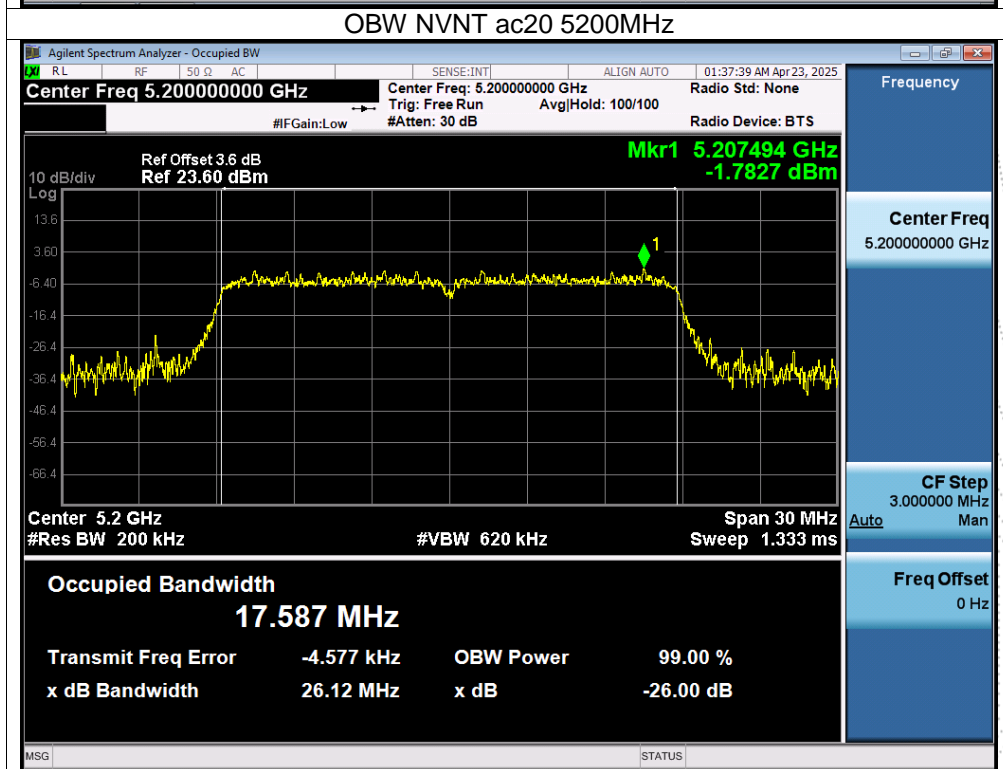 OBW NVNT ac20 5200MHz
Agilent Spectrum Analyzer - Occupied BW
LXI RL RF 50 Ω AC SENSE:INT ALIGN AUTO 01:37:39 AM Apr 23, 2025
Center Freq 5.200000000 GHz
Center Freq: 5.200000000 GHz Radio Std: None
Trig: Free Run Avg|Hold: 100/100
#IFGain:Low #Atten: 30 dB Radio Device: BTS
Mkr1 5.207494 GHz
-1.7827 dBm
Ref Offset 3.6 dB
10 dB/div Ref 23.60 dBm
Log
13.6
3.60
-6.40
-16.4
-26.4
-36.4
-46.4
-56.4
-66.4
1
Center 5.2 GHz Span 30 MHz
#Res BW 200 kHz #VBW 620 kHz Sweep 1.333 ms
Occupied Bandwidth
17.587 MHz
Transmit Freq Error -4.577 kHz OBW Power 99.00 %
x dB Bandwidth 26.12 MHz x dB -26.00 dB
MSG STATUS
Frequency
Center Freq
5.200000000 GHz
CF Step
3.000000 MHz
Auto Man
Freq Offset
0 Hz